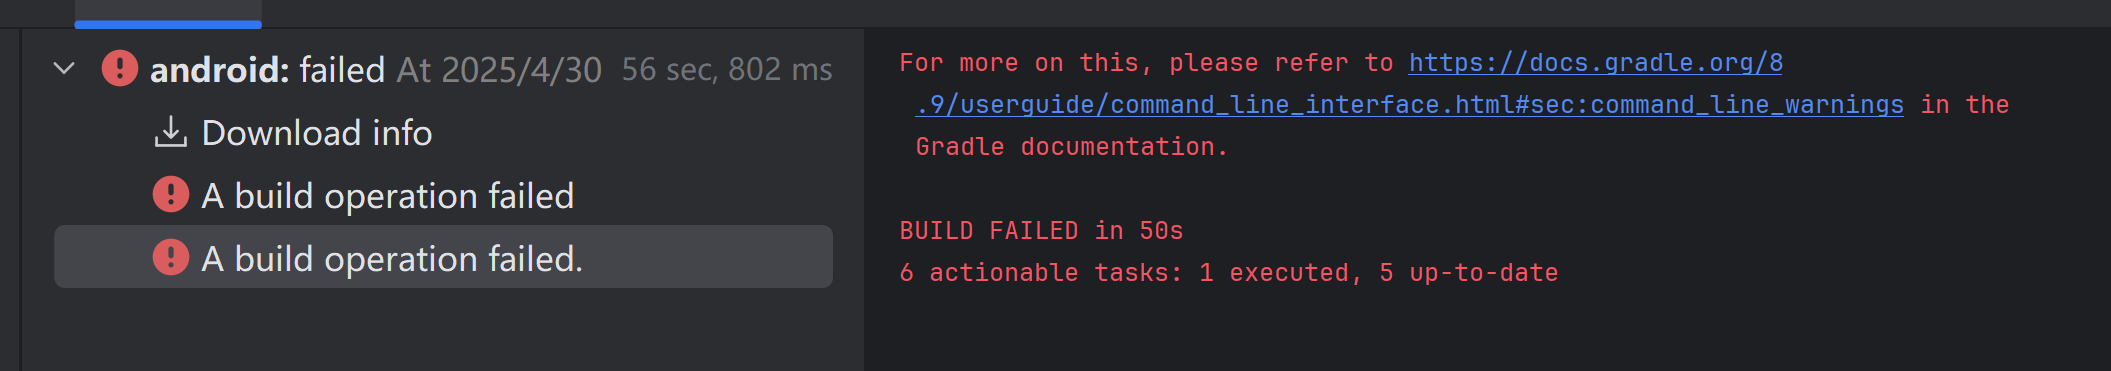 android: failed At 2025/4/30 56 sec, 802 ms
Download info
A build operation failed
A build operation failed.
For more on this, please refer to https://docs.gradle.org/8
.9/userguide/command_line_interface.html#sec:command_line_warnings in the
Gradle documentation.
BUILD FAILED in 50s
6 actionable tasks: 1 executed, 5 up-to-date